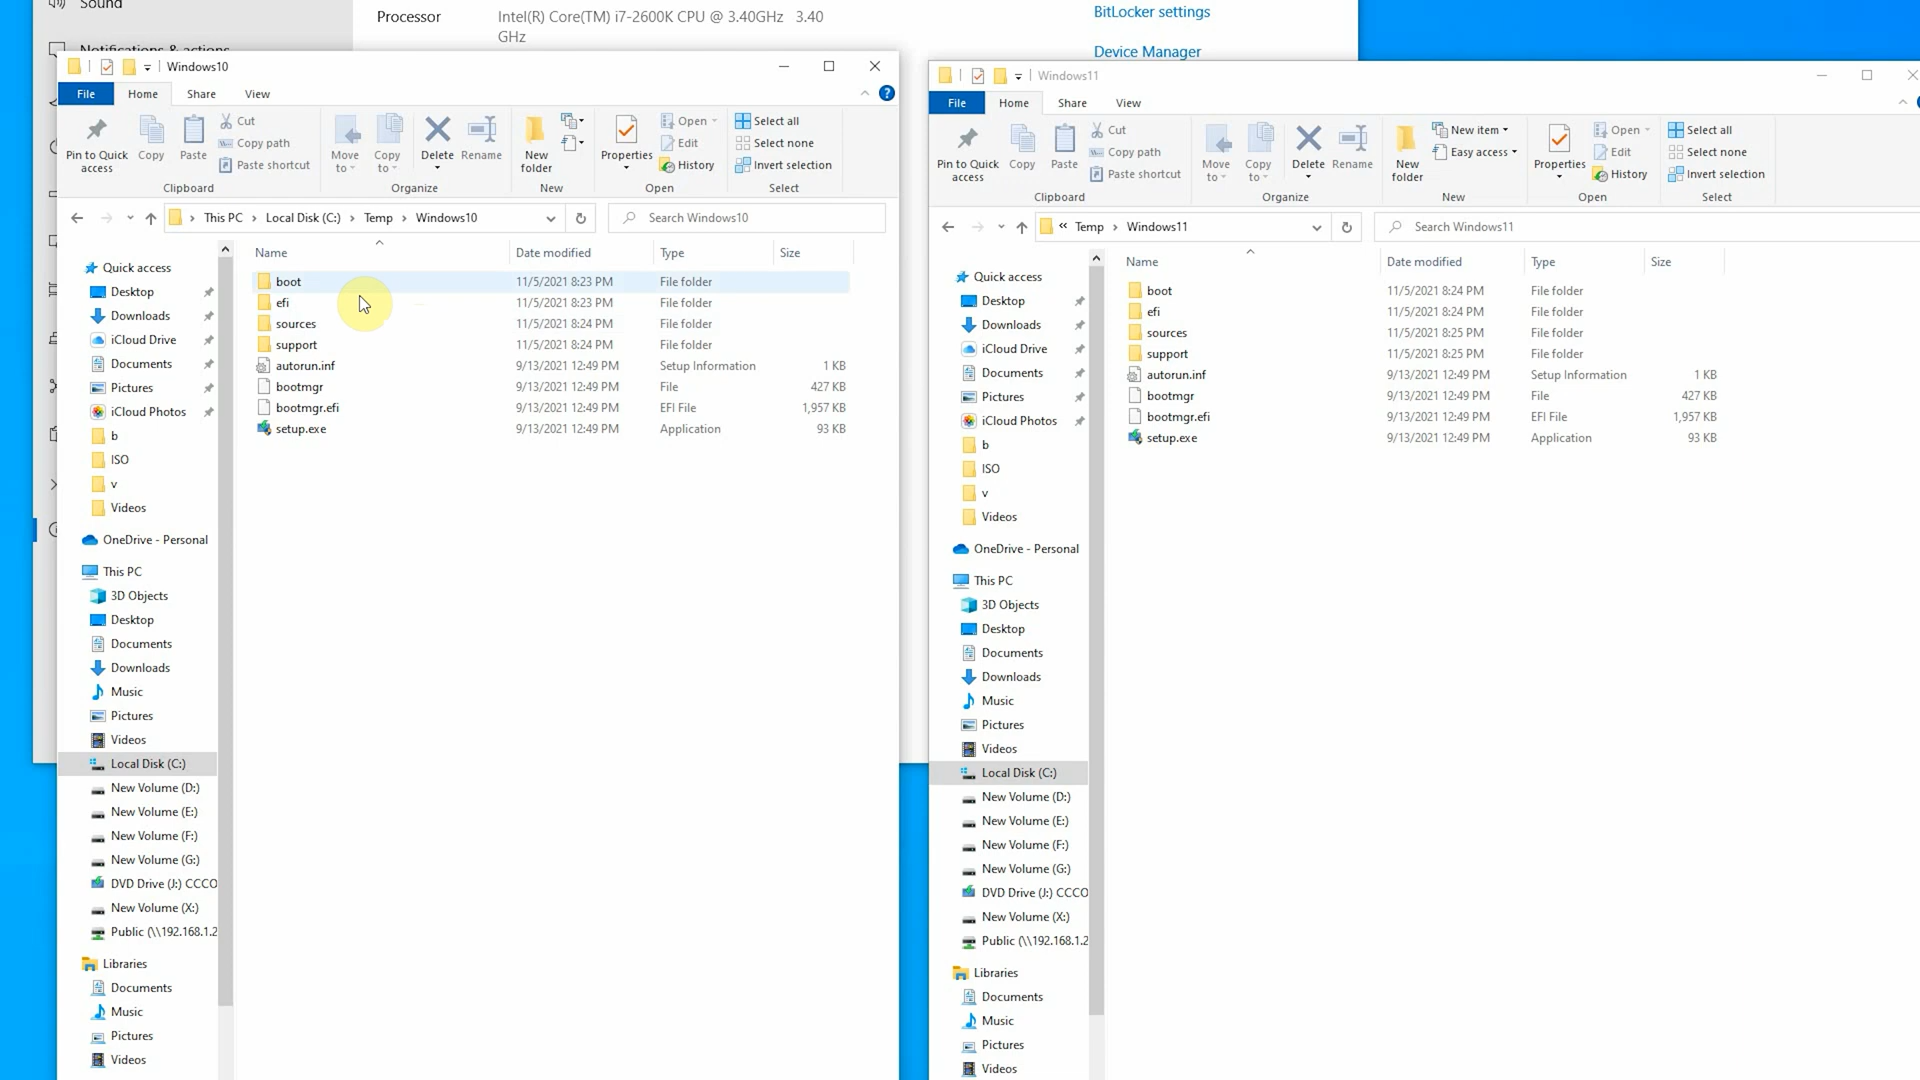 Sound
Notifications & actions
Processor
Intel(R) Core(TM) i7-2600K CPU @ 3.40GHz 3.40
GHz
BitLocker settings
Device Manager
Windows10
File Home Share View
Pin to Quick
access
Copy
Paste
Cut
Copy path
Paste shortcut
Clipboard
Move
to
Copy
to
Delete
Rename
Organize
New
folder
New
Properties
Open
Edit
History
Open
Select all
Select none
Invert selection
Select
This PC › Local Disk (C:) › Temp › Windows10
Search Windows10
Name Date modified Type Size
boot 11/5/2021 8:23 PM File folder
efi 11/5/2021 8:23 PM File folder
sources 11/5/2021 8:24 PM File folder
support 11/5/2021 8:24 PM File folder
autorun.inf 9/13/2021 12:49 PM Setup Information 1 KB
bootmgr 9/13/2021 12:49 PM File 427 KB
bootmgr.efi 9/13/2021 12:49 PM EFI File 1,957 KB
setup.exe 9/13/2021 12:49 PM Application 93 KB
Quick access
Desktop
Downloads
iCloud Drive
Documents
Pictures
iCloud Photos
b
ISO
v
Videos
OneDrive - Personal
This PC
3D Objects
Desktop
Documents
Downloads
Music
Pictures
Videos
Local Disk (C:)
New Volume (D:)
New Volume (E:)
New Volume (F:)
New Volume (G:)
DVD Drive (J:) CCCO
New Volume (X:)
Public (\\192.168.1.2
Libraries
Documents
Music
Pictures
Videos
Windows11
File Home Share View
Pin to Quick
access
Copy
Paste
Cut
Copy path
Paste shortcut
Clipboard
Move
to
Copy
to
Delete
Rename
Organize
New
folder
New item
Easy access
New
Properties
Open
Edit
History
Open
Select all
Select none
Invert selection
Select
« Temp › Windows11
Search Windows11
Name Date modified Type Size
boot 11/5/2021 8:24 PM File folder
efi 11/5/2021 8:24 PM File folder
sources 11/5/2021 8:25 PM File folder
support 11/5/2021 8:25 PM File folder
autorun.inf 9/13/2021 12:49 PM Setup Information 1 KB
bootmgr 9/13/2021 12:49 PM File 427 KB
bootmgr.efi 9/13/2021 12:49 PM EFI File 1,957 KB
setup.exe 9/13/2021 12:49 PM Application 93 KB
Quick access
Desktop
Downloads
iCloud Drive
Documents
Pictures
iCloud Photos
b
ISO
v
Videos
OneDrive - Personal
This PC
3D Objects
Desktop
Documents
Downloads
Music
Pictures
Videos
Local Disk (C:)
New Volume (D:)
New Volume (E:)
New Volume (F:)
New Volume (G:)
DVD Drive (J:) CCCO
New Volume (X:)
Public (\\192.168.1.2
Libraries
Documents
Music
Pictures
Videos